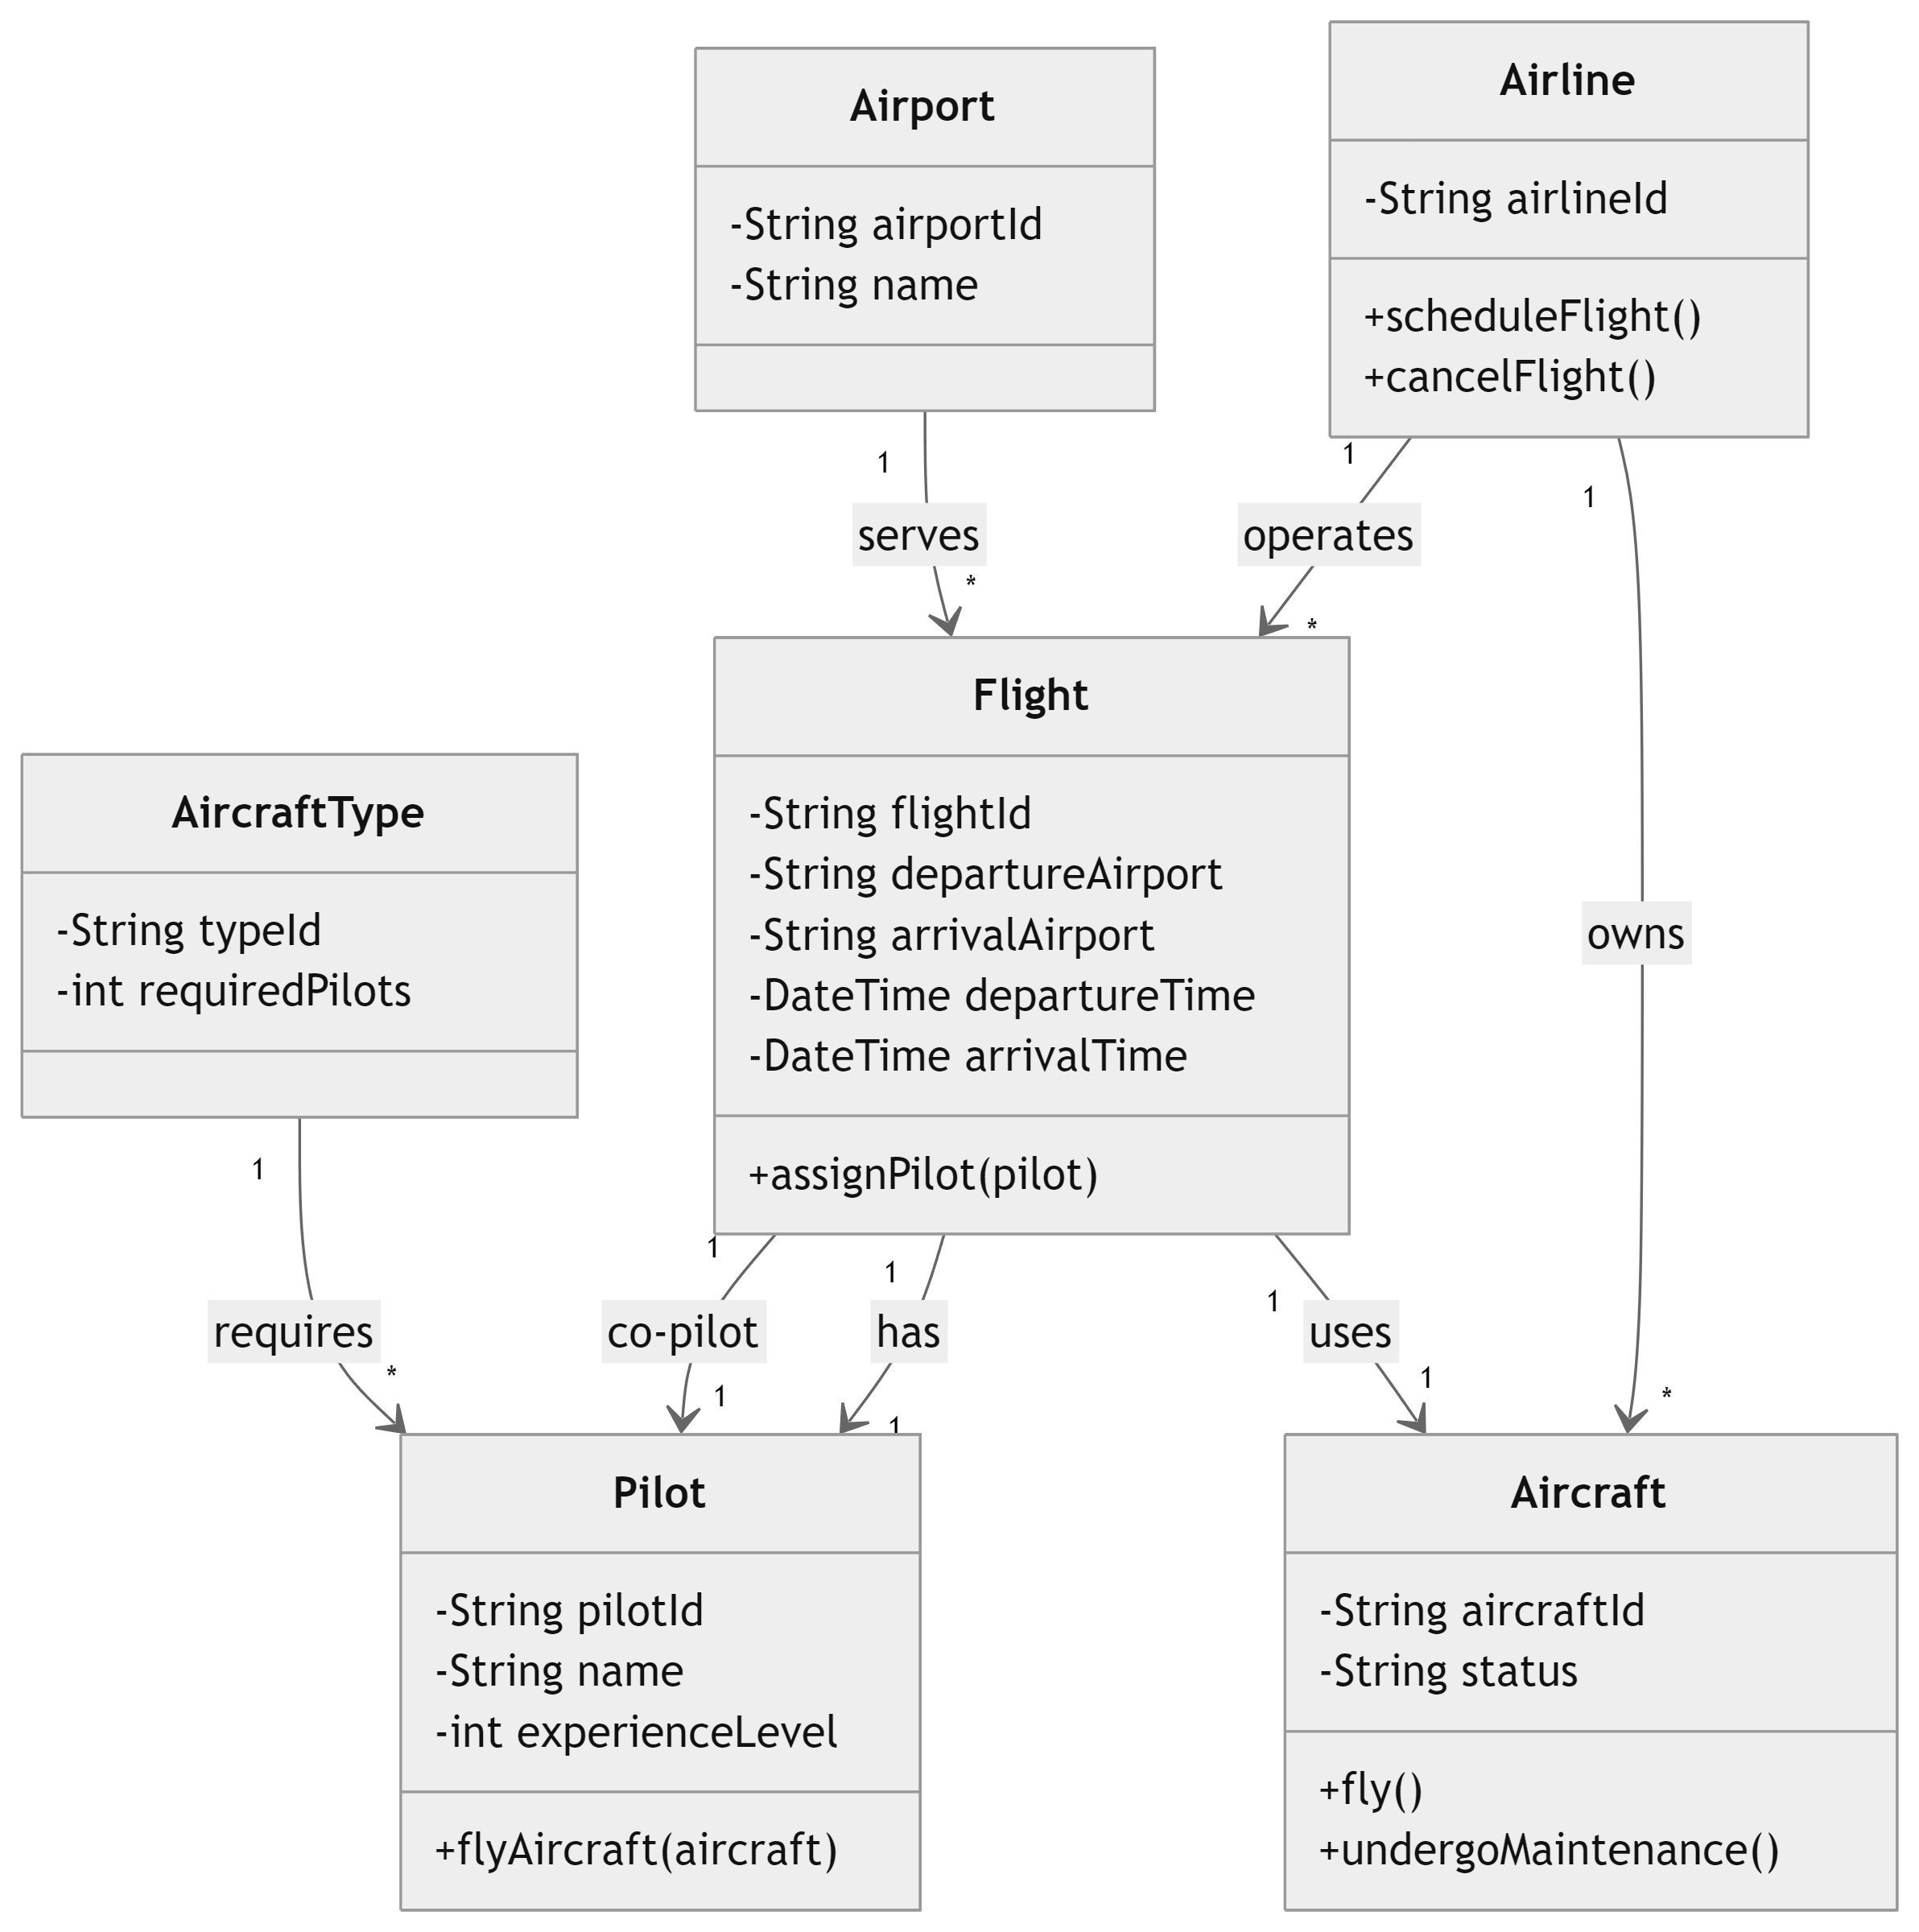 Airport
-String airportId
-String name
Airline
-String airlineId
+scheduleFlight()
+cancelFlight()
1
serves
*
1
operates
*
1
owns
*
Flight
-String flightId
-String departureAirport
-String arrivalAirport
-DateTime departureTime
-DateTime arrivalTime
+assignPilot(pilot)
AircraftType
-String typeId
-int requiredPilots
1
requires
*
1
co-pilot
1
1
has
1
1
uses
1
Pilot
-String pilotId
-String name
-int experienceLevel
+flyAircraft(aircraft)
Aircraft
-String aircraftId
-String status
+fly()
+undergoMaintenance()